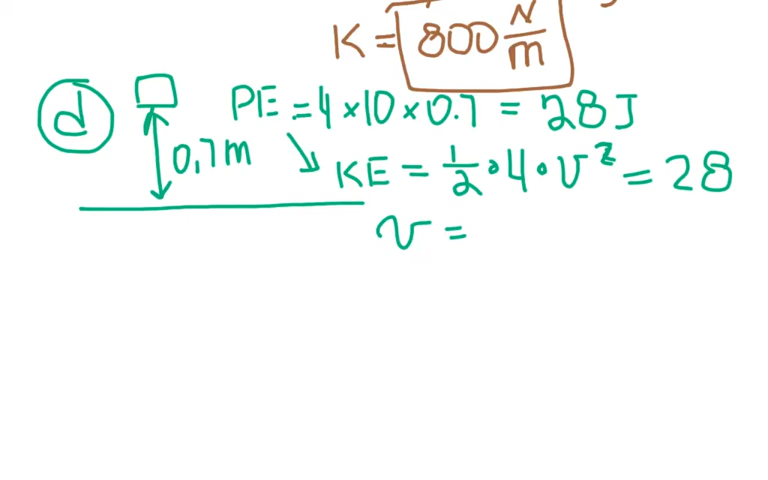 K = 800 N/m
d
PE = 4 × 10 × 0.7 = 28 J
0.7m
KE = 1/2 • 4 • v² = 28
v =